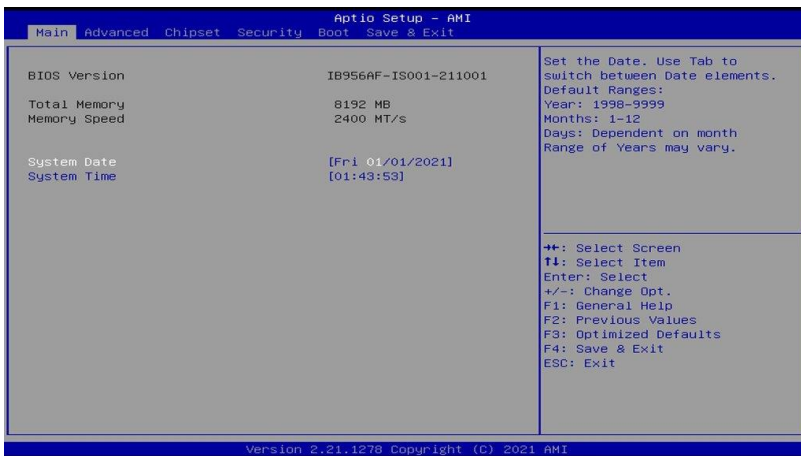 Aptio Setup – AMI
Main Advanced Chipset Security Boot Save & Exit
BIOS Version IB956AF-IS001-211001
Total Memory 8192 MB
Memory Speed 2400 MT/s
System Date [Fri 01/01/2021]
System Time [01:43:53]
Set the Date. Use Tab to
switch between Date elements.
Default Ranges:
Year: 1998-9999
Months: 1-12
Days: Dependent on month
Range of Years may vary.
→←: Select Screen
↑↓: Select Item
Enter: Select
+/-: Change Opt.
F1: General Help
F2: Previous Values
F3: Optimized Defaults
F4: Save & Exit
ESC: Exit
Version 2.21.1278 Copyright (C) 2021 AMI